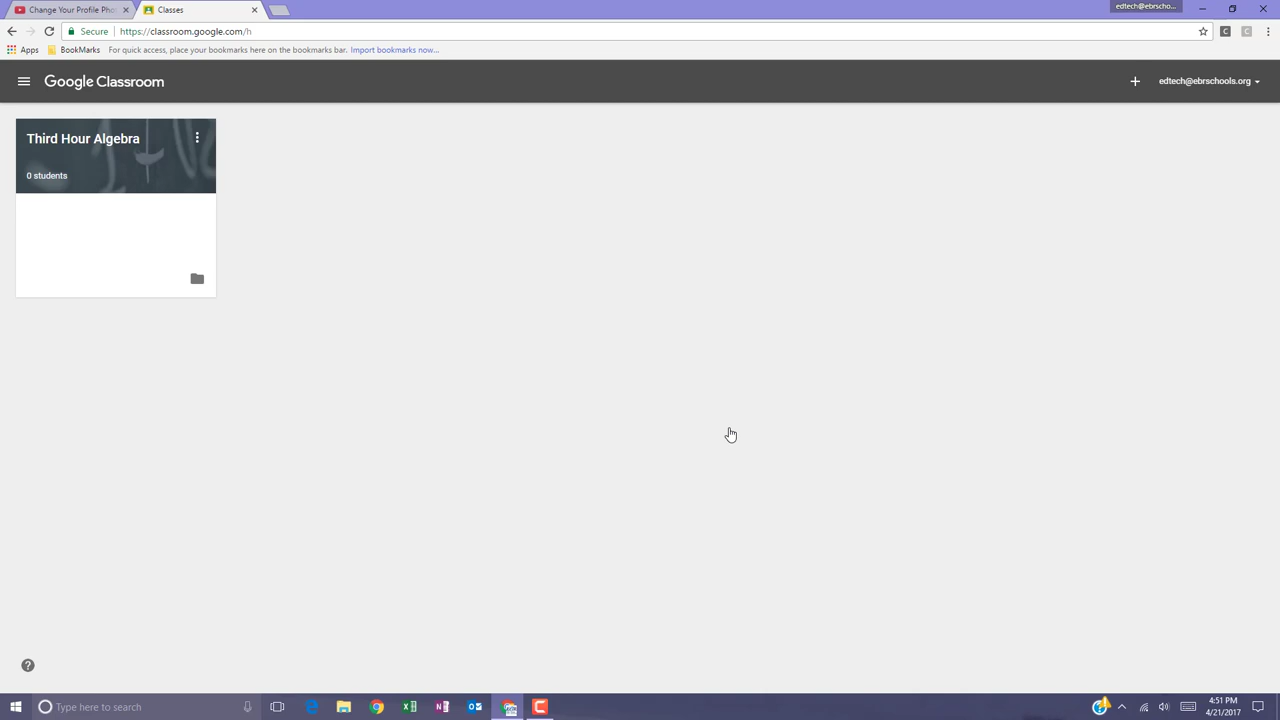 Change Your Profile Pho
Classes
edtech@ebrscho...
Secure
https://classroom.google.com/h
Apps
BookMarks
For quick access, place your bookmarks here on the bookmarks bar.
Import bookmarks now...
Google Classroom
edtech@ebrschools.org
Third Hour Algebra
0 students
Type here to search
4:51 PM
4/21/2017